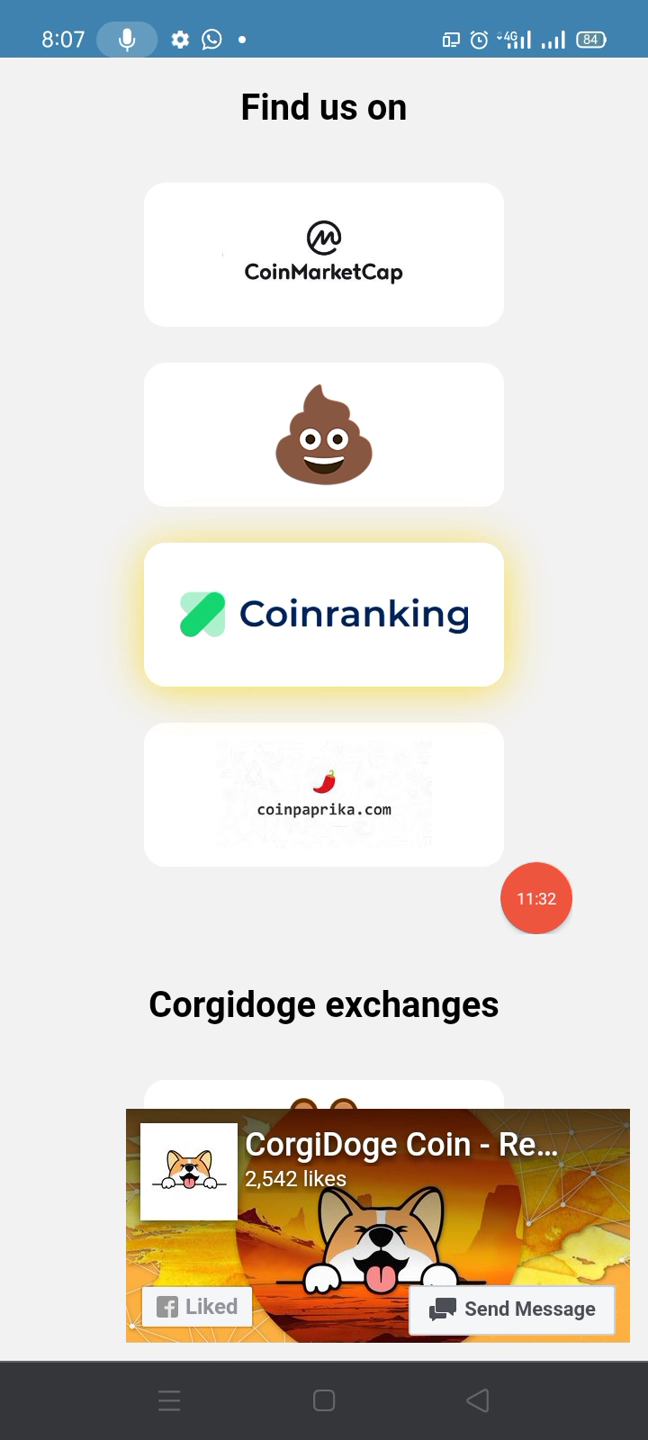 8:07
4G
84
Find us on
CoinMarketCap
Coinranking
coinpaprika.com
11:32
Corgidoge exchanges
CorgiDoge Coin - Re...
2,542 likes
Liked
Send Message